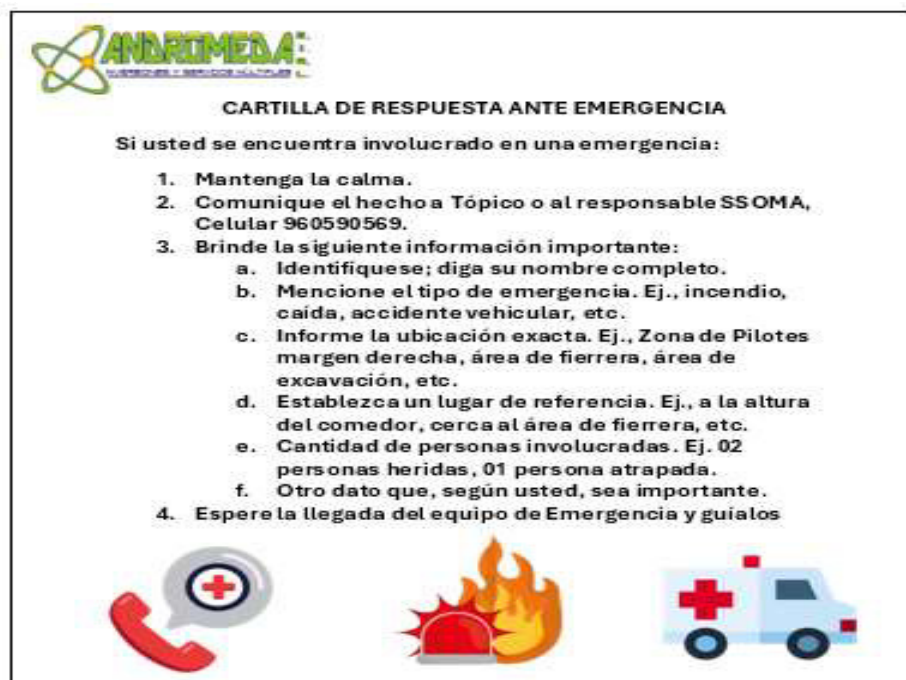 ANDROMEDA
INVERSIONES Y SERVICIOS MÚLTIPLES
CARTILLA DE RESPUESTA ANTE EMERGENCIA
Si usted se encuentra involucrado en una emergencia:
1. Mantenga la calma.
2. Comunique el hecho a Tópico o al responsable SSOMA,
Celular 960590569.
3. Brinde la siguiente información importante:
a. Identifíquese; diga su nombre completo.
b. Mencione el tipo de emergencia. Ej., incendio,
caída, accidente vehicular, etc.
c. Informe la ubicación exacta. Ej., Zona de Pilotes
margen derecha, área de fierrera, área de
excavación, etc.
d. Establezca un lugar de referencia. Ej., a la altura
del comedor, cerca al área de fierrera, etc.
e. Cantidad de personas involucradas. Ej. 02
personas heridas, 01 persona atrapada.
f. Otro dato que, según usted, sea importante.
4. Espere la llegada del equipo de Emergencia y guíalos